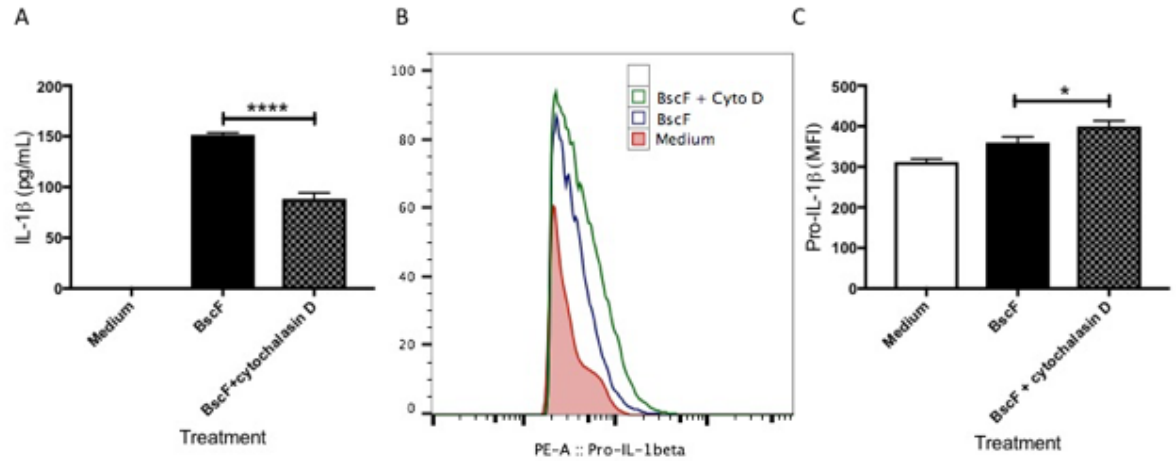 A
IL-1β (pg/mL)
200
150
100
50
0
****
Medium
BscF
BscF+cytochalasin D
Treatment
B
100
80
60
40
20
0
BscF + Cyto D
BscF
Medium
PE-A :: Pro-IL-1beta
C
Pro-IL-1β (MFI)
500
400
300
200
100
0
*
Medium
BscF
BscF + cytochalasin D
Treatment